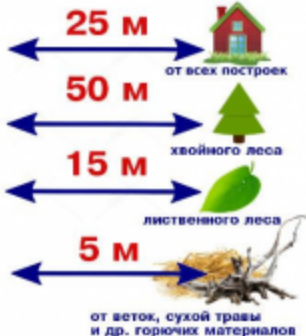 25 м
от всех построек
50 м
хвойного леса
15 м
лиственного леса
5 м
от веток, сухой травы
и др. горючих материалов